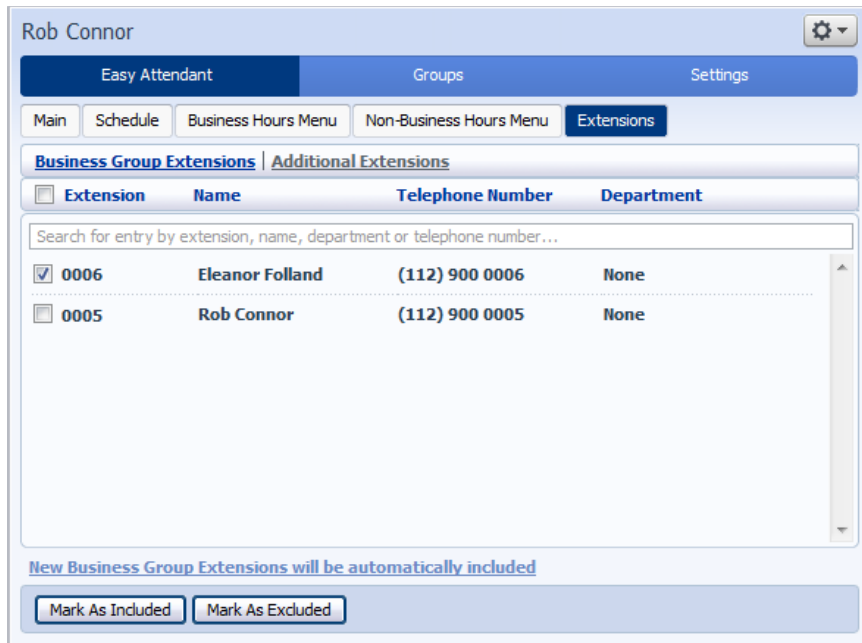 Rob Connor
Easy Attendant Groups Settings
Main Schedule Business Hours Menu Non-Business Hours Menu Extensions
Business Group Extensions | Additional Extensions
Extension Name Telephone Number Department
Search for entry by extension, name, department or telephone number...
0006 Eleanor Folland (112) 900 0006 None
0005 Rob Connor (112) 900 0005 None
New Business Group Extensions will be automatically included
Mark As Included Mark As Excluded